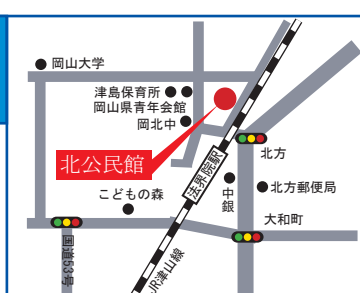 岡山大学
津島保育所
岡山県青年会館
岡北中
北公民館
北方
法界院駅
中銀
北方郵便局
こどもの森
大和町
国道53号
JR津山線